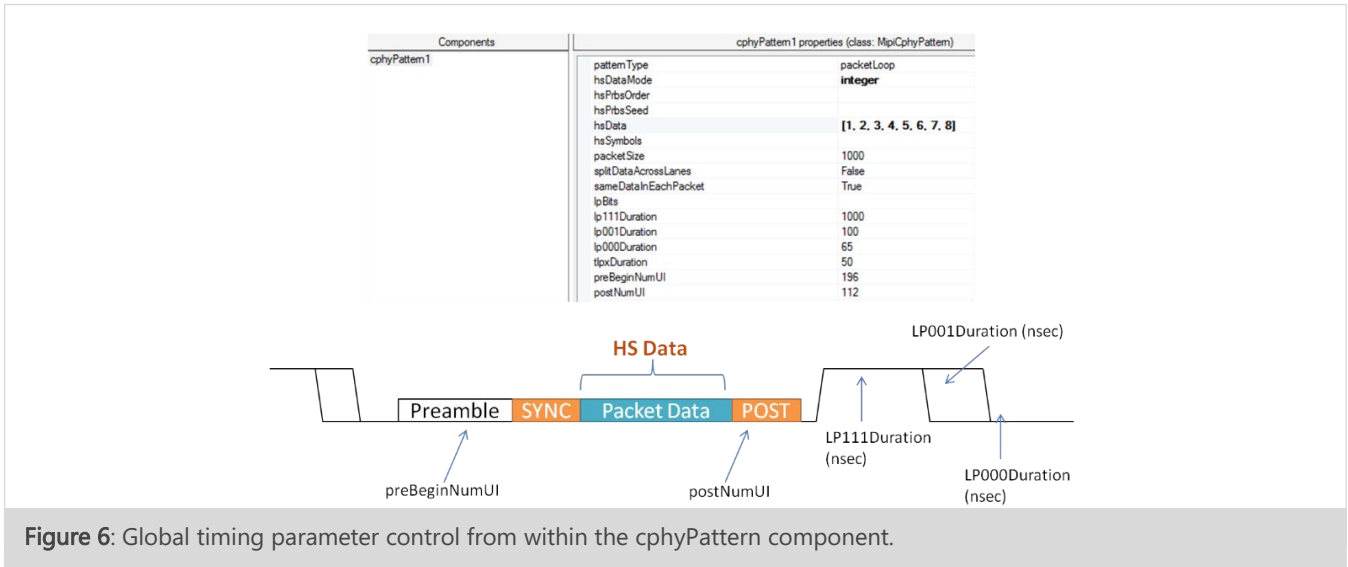 Components
cphyPattern1
cphyPattern1 properties (class: MipiCphyPattern)
patternType packetLoop
hsDataMode integer
hsPrbsOrder
hsPrbsSeed
hsData [1, 2, 3, 4, 5, 6, 7, 8]
hsSymbols
packetSize 1000
splitDataAcrossLanes False
sameDataInEachPacket True
lpBits
lp111Duration 1000
lp001Duration 100
lp000Duration 65
tlpxDuration 50
preBeginNumUI 196
postNumUI 112
LP001Duration (nsec)
HS Data
Preamble SYNC Packet Data POST
LP111Duration
(nsec)
LP000Duration
(nsec)
preBeginNumUI
postNumUI
Figure 6: Global timing parameter control from within the cphyPattern component.